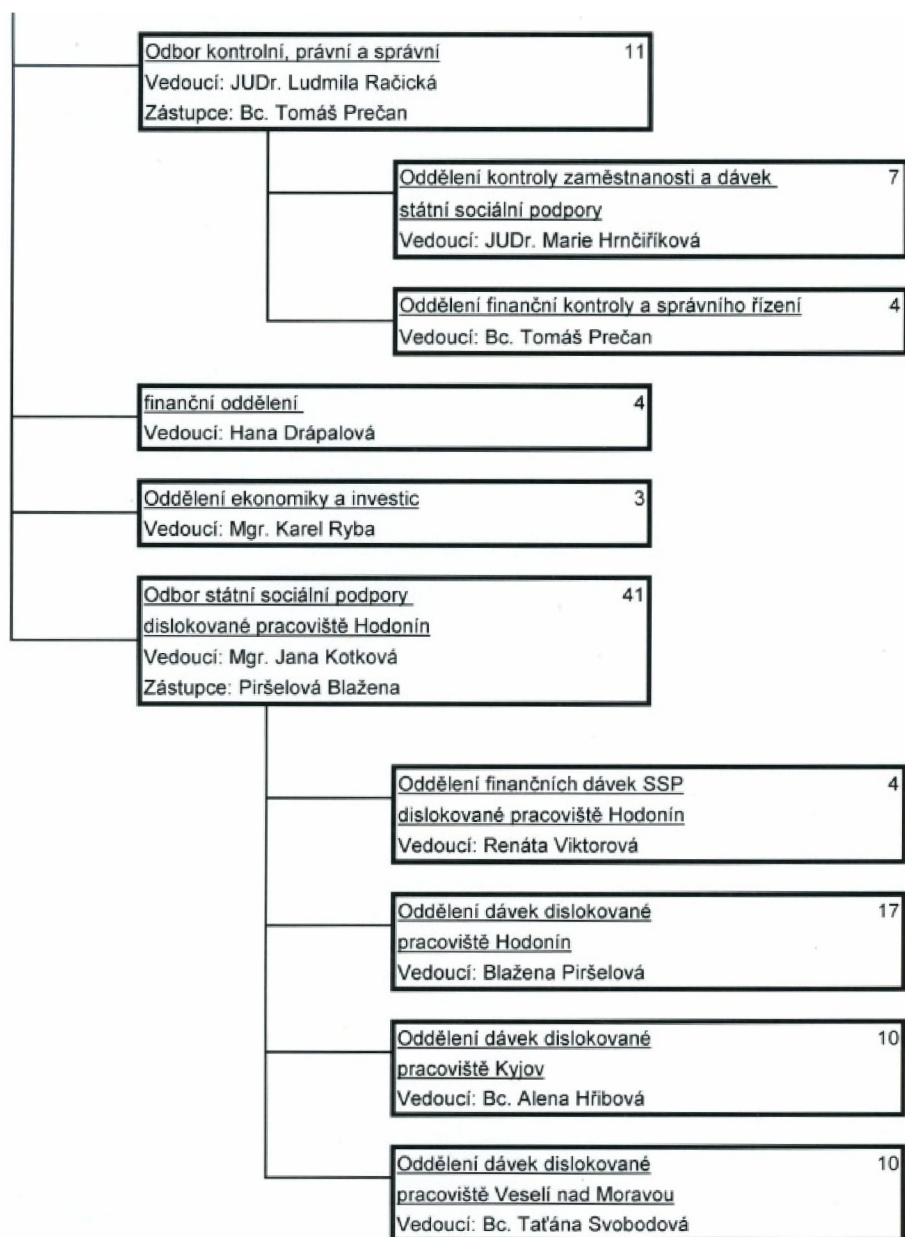 Odbor kontrolní, právní a správní 11
Vedoucí: JUDr. Ludmila Račická
Zástupce: Bc. Tomáš Prečan
Oddělení kontroly zaměstnanosti a dávek 7
státní sociální podpory
Vedoucí: JUDr. Marie Hrnčiříková
Oddělení finanční kontroly a správního řízení 4
Vedoucí: Bc. Tomáš Prečan
finanční oddělení 4
Vedoucí: Hana Drápalová
Oddělení ekonomiky a investic 3
Vedoucí: Mgr. Karel Ryba
Odbor státní sociální podpory 41
dislokované pracoviště Hodonín
Vedoucí: Mgr. Jana Kotková
Zástupce: Piršelová Blažena
Oddělení finančních dávek SSP 4
dislokované pracoviště Hodonín
Vedoucí: Renáta Viktorová
Oddělení dávek dislokované 17
pracoviště Hodonín
Vedoucí: Blažena Piršelová
Oddělení dávek dislokované 10
pracoviště Kyjov
Vedoucí: Bc. Alena Hřibová
Oddělení dávek dislokované 10
pracoviště Veselí nad Moravou
Vedoucí: Bc. Taťána Svobodová